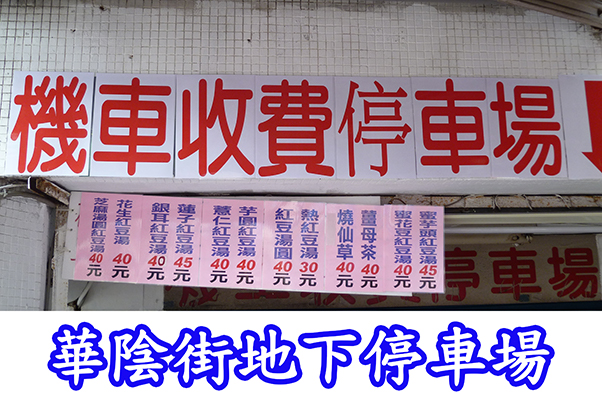 機車收費停車場
蜜芋頭紅豆湯45元
蜜花豆紅豆湯40元
薑母茶40元
燒仙草40元
熱紅豆湯30元
紅豆湯圓40元
芋圓紅豆湯40元
薏仁紅豆湯40元
蓮子紅豆湯45元
銀耳紅豆湯40元
花生紅豆湯40元
芝麻湯圓紅豆湯40元
機車收費停車場
華陰街地下停車場